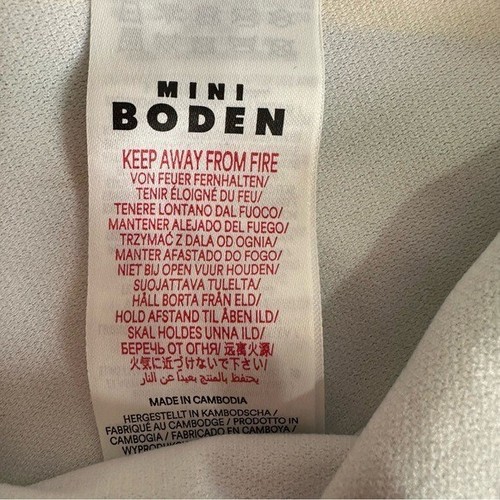 MINI
BODEN
KEEP AWAY FROM FIRE
VON FEUER FERNHALTEN/
TENIR ÉLOIGNÉ DU FEU/
TENERE LONTANO DAL FUOCO/
MANTENER ALEJADO DEL FUEGO/
TRZYMAĆ Z DALA OD OGNIA/
MANTER AFASTADO DO FOGO/
NIET BIJ OPEN VUUR HOUDEN/
SUOJATTAVA TULELTA/
HÅLL BORTA FRÅN ELD/
HOLD AFSTAND TIL ÅBEN ILD/
SKAL HOLDES UNNA ILD/
БЕРЕЧЬ ОТ ОГНЯ/ 远离火源/
火気に近づけないで下さい/
يحتفظ بالمنتج بعيداً عن النار
MADE IN CAMBODIA
HERGESTELLT IN KAMBODSCHA /
FABRIQUÉ AU CAMBODGE / PRODOTTO IN
CAMBOGIA / FABRICADO EN CAMBOYA /